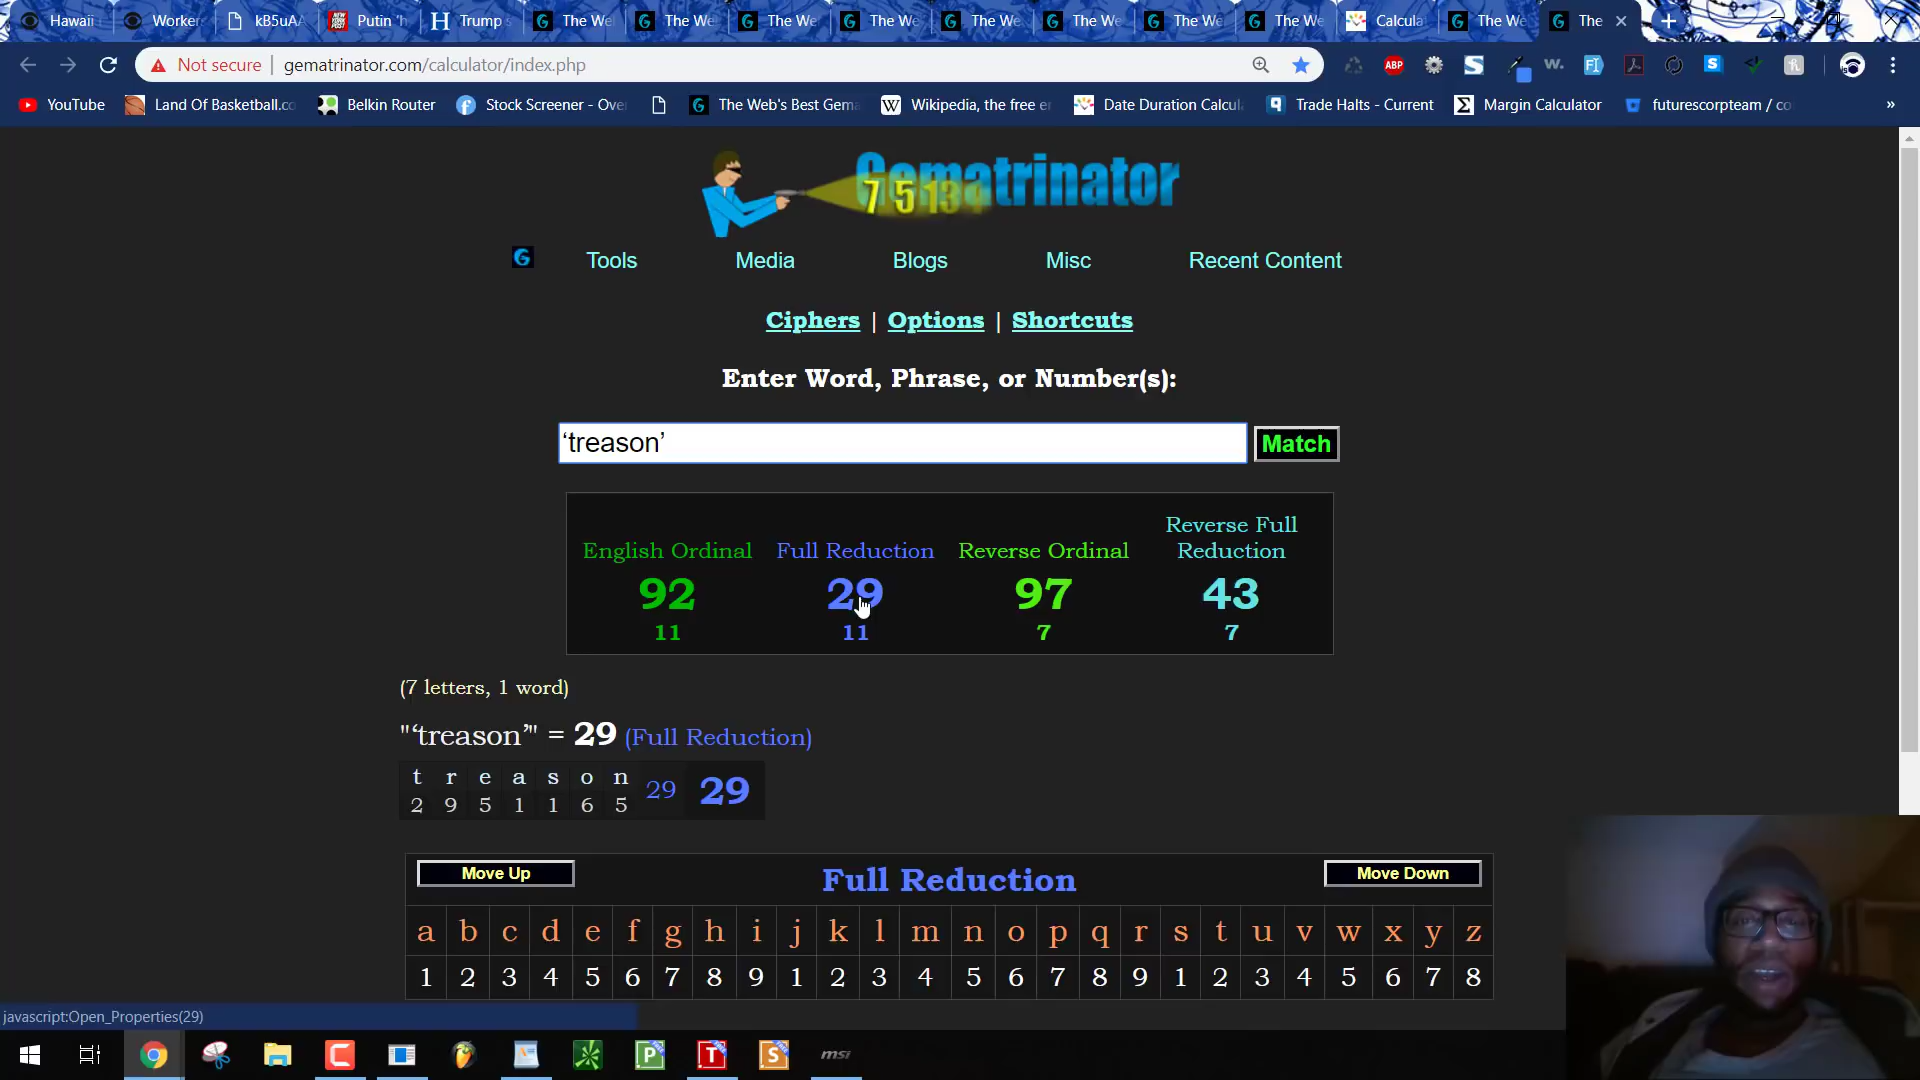 Hawaii
Worker
kB5uAA
Putin 'h
Trump s
The We
The We
The We
The We
The We
The We
The We
The We
Calcula
The We
The
Not secure | gematrinator.com/calculator/index.php
YouTube
Land Of Basketball.co
Belkin Router
Stock Screener - Ove
The Web's Best Gema
Wikipedia, the free e
Date Duration Calcu
Trade Halts - Current
Margin Calculator
futurescorpteam / co
»
Gematrinator
7 5 13
Tools Media Blogs Misc Recent Content
Ciphers | Options | Shortcuts
Enter Word, Phrase, or Number(s):
‘treason’ Match
English Ordinal Full Reduction Reverse Ordinal Reverse Full Reduction
92 29 97 43
11 11 7 7
(7 letters, 1 word)
"‘treason’" = 29 (Full Reduction)
t r e a s o n 29 29
2 9 5 1 1 6 5
Move Up Full Reduction Move Down
a b c d e f g h i j k l m n o p q r s t u v w x y z
1 2 3 4 5 6 7 8 9 1 2 3 4 5 6 7 8 9 1 2 3 4 5 6 7 8
javascript:Open_Properties(29)
msi